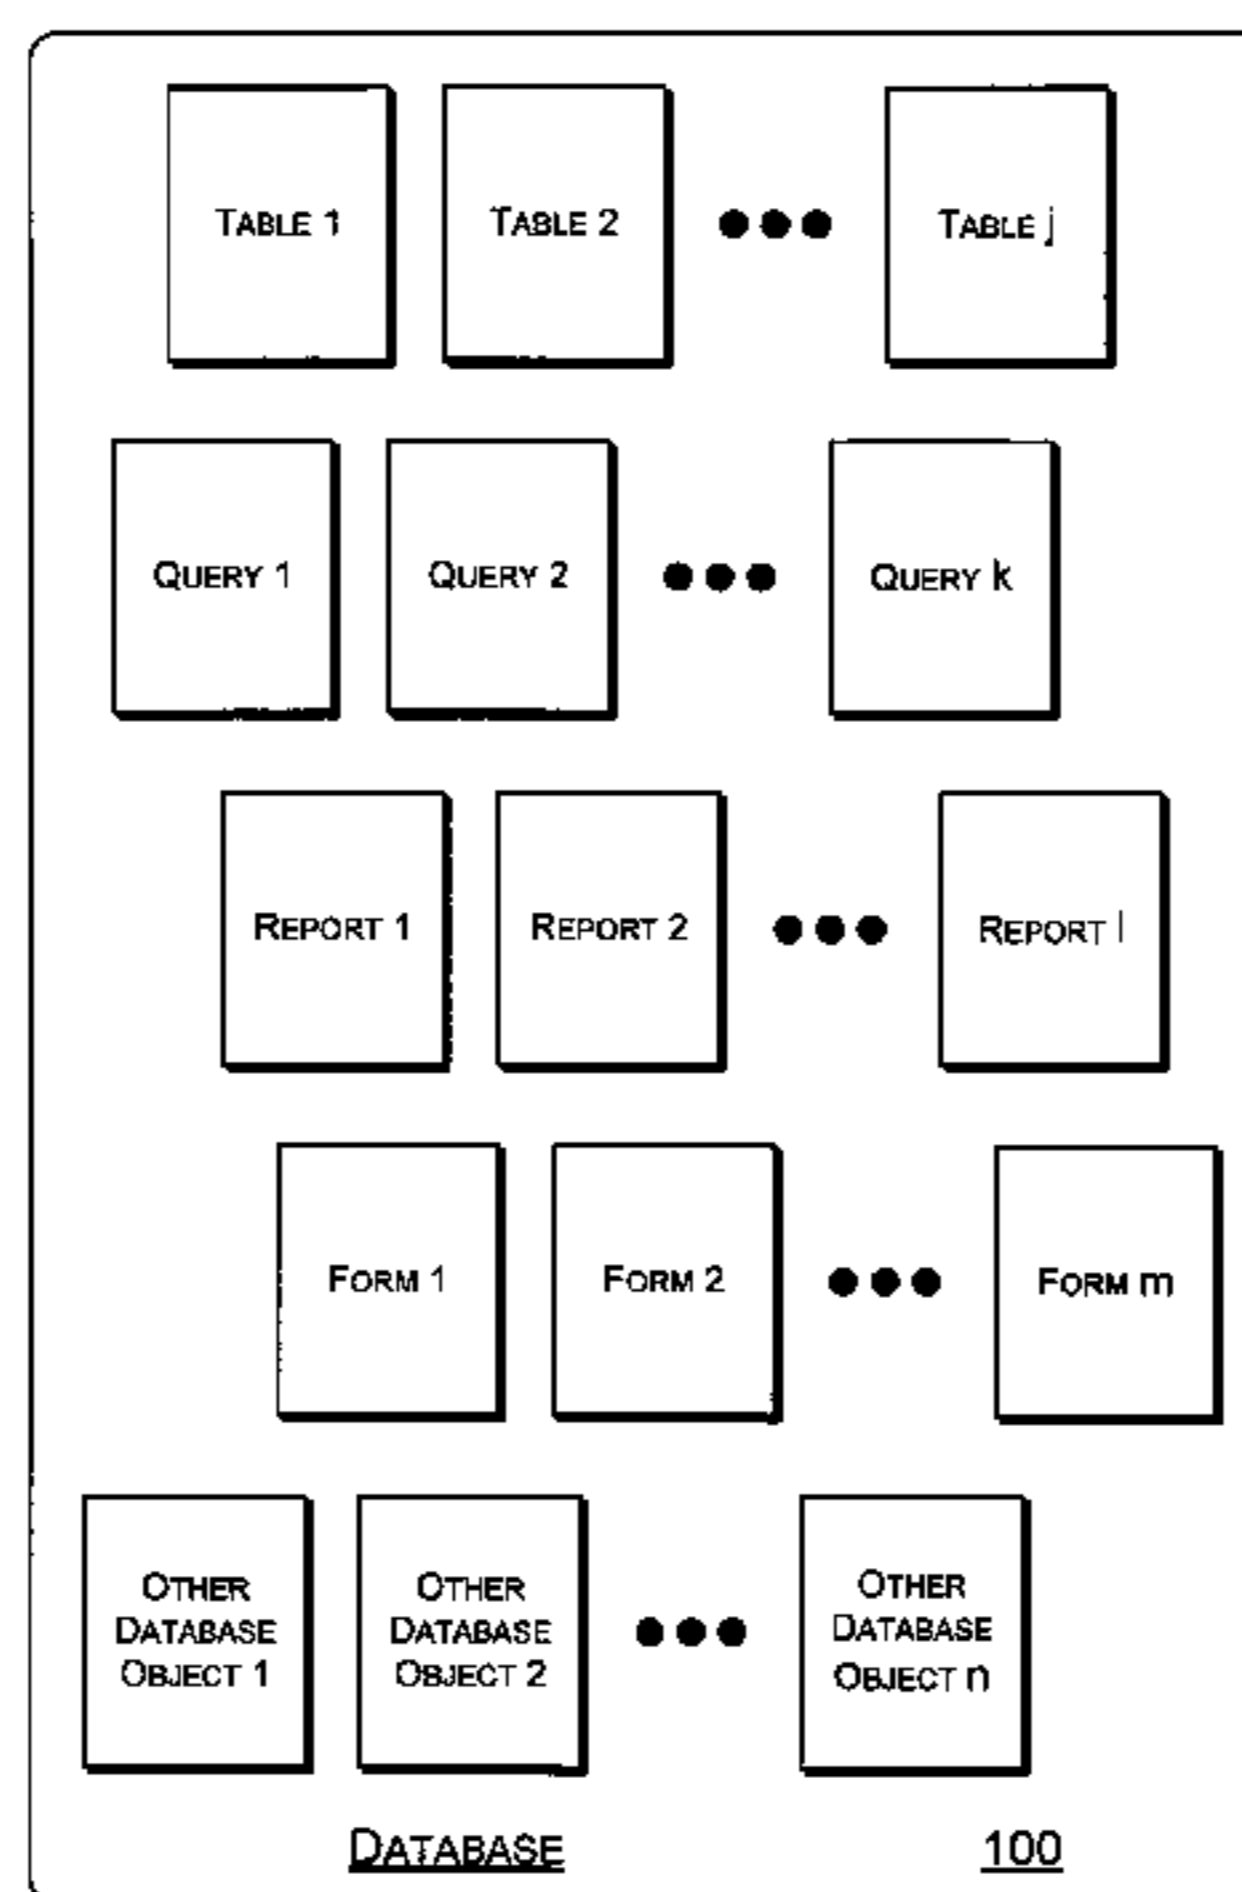 TABLE 1 TABLE 2 TABLE j
QUERY 1 QUERY 2 QUERY k
REPORT 1 REPORT 2 REPORT l
FORM 1 FORM 2 FORM m
OTHER DATABASE OBJECT 1
OTHER DATABASE OBJECT 2
OTHER DATABASE OBJECT n
DATABASE 100